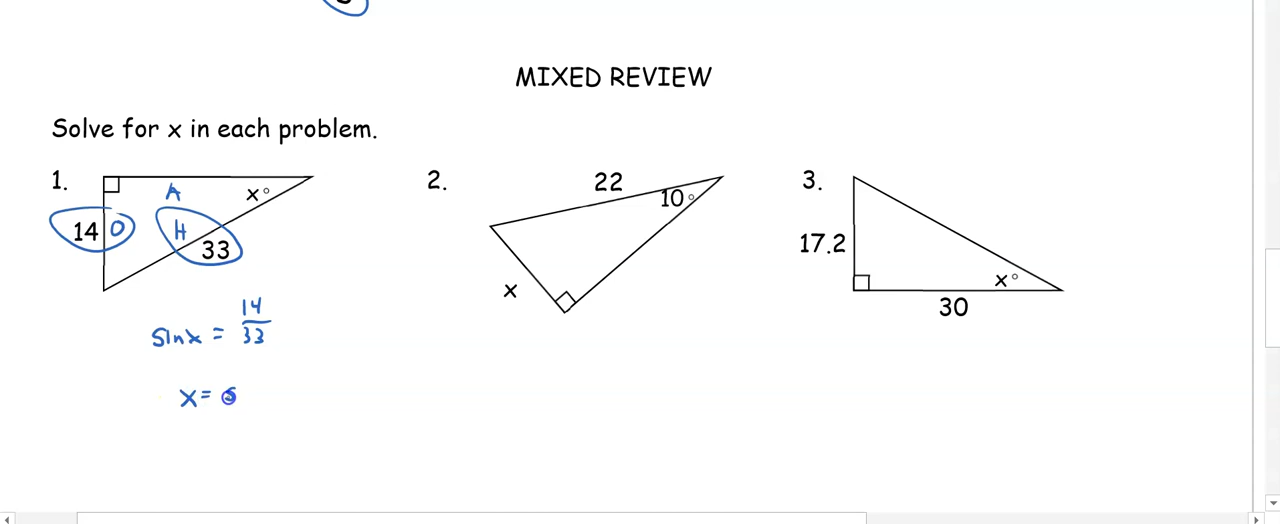 MIXED REVIEW
Solve for x in each problem.
1.
A
x°
14 O
H
33
sin x = 14/33
x = s
2.
22
10°
x
3.
17.2
x°
30